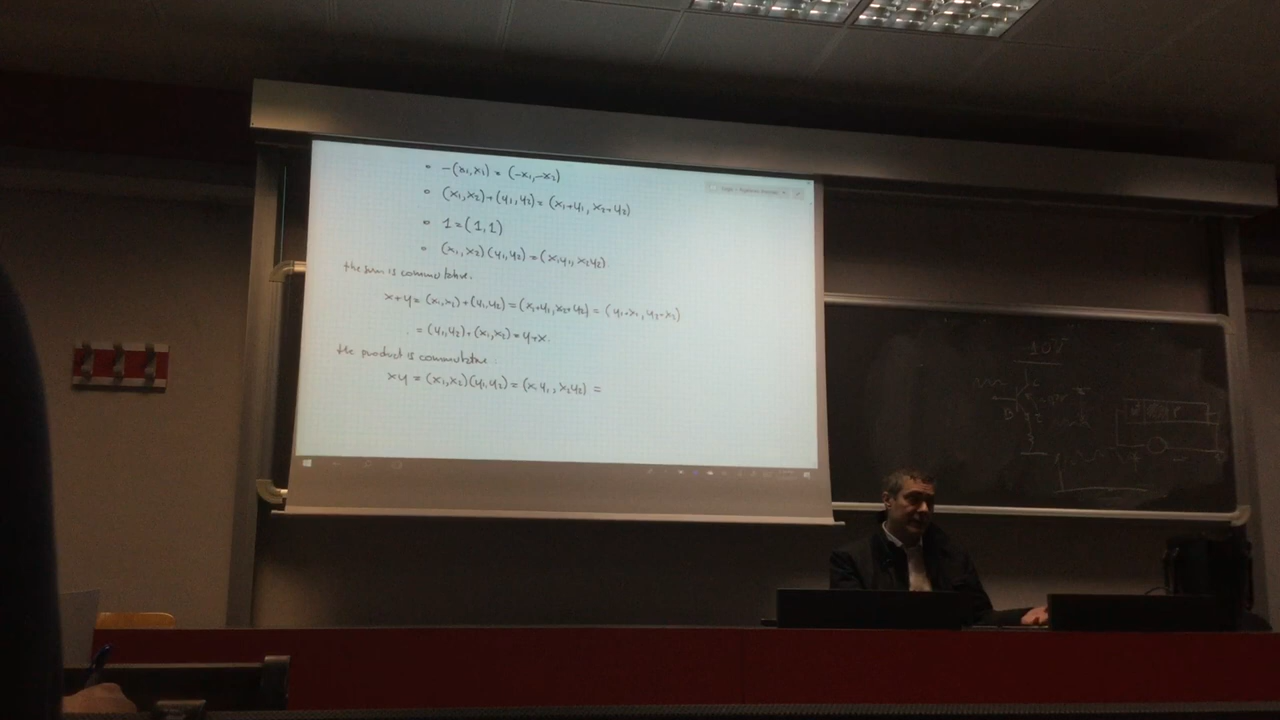 -(x₁,x₁) = (-x₁,-x₂)
(x₁,x₂)+(y₁,y₂) = (x₁+y₁, x₂+y₂)
1=(1,1)
(x₁,x₂)(y₁,y₂) = (x₁y₁, x₂y₂).
the sum is commutative.
x+y = (x₁,x₂)+(y₁,y₂) = (x₁+y₁,x₂+y₂) = (y₁+x₁, y₂+x₂)
= (y₁,y₂)+(x₁,x₂) = y+x.
the product is commutative.
xy = (x₁,x₂)(y₁,y₂) = (x₁y₁, x₂y₂) =
10V
B